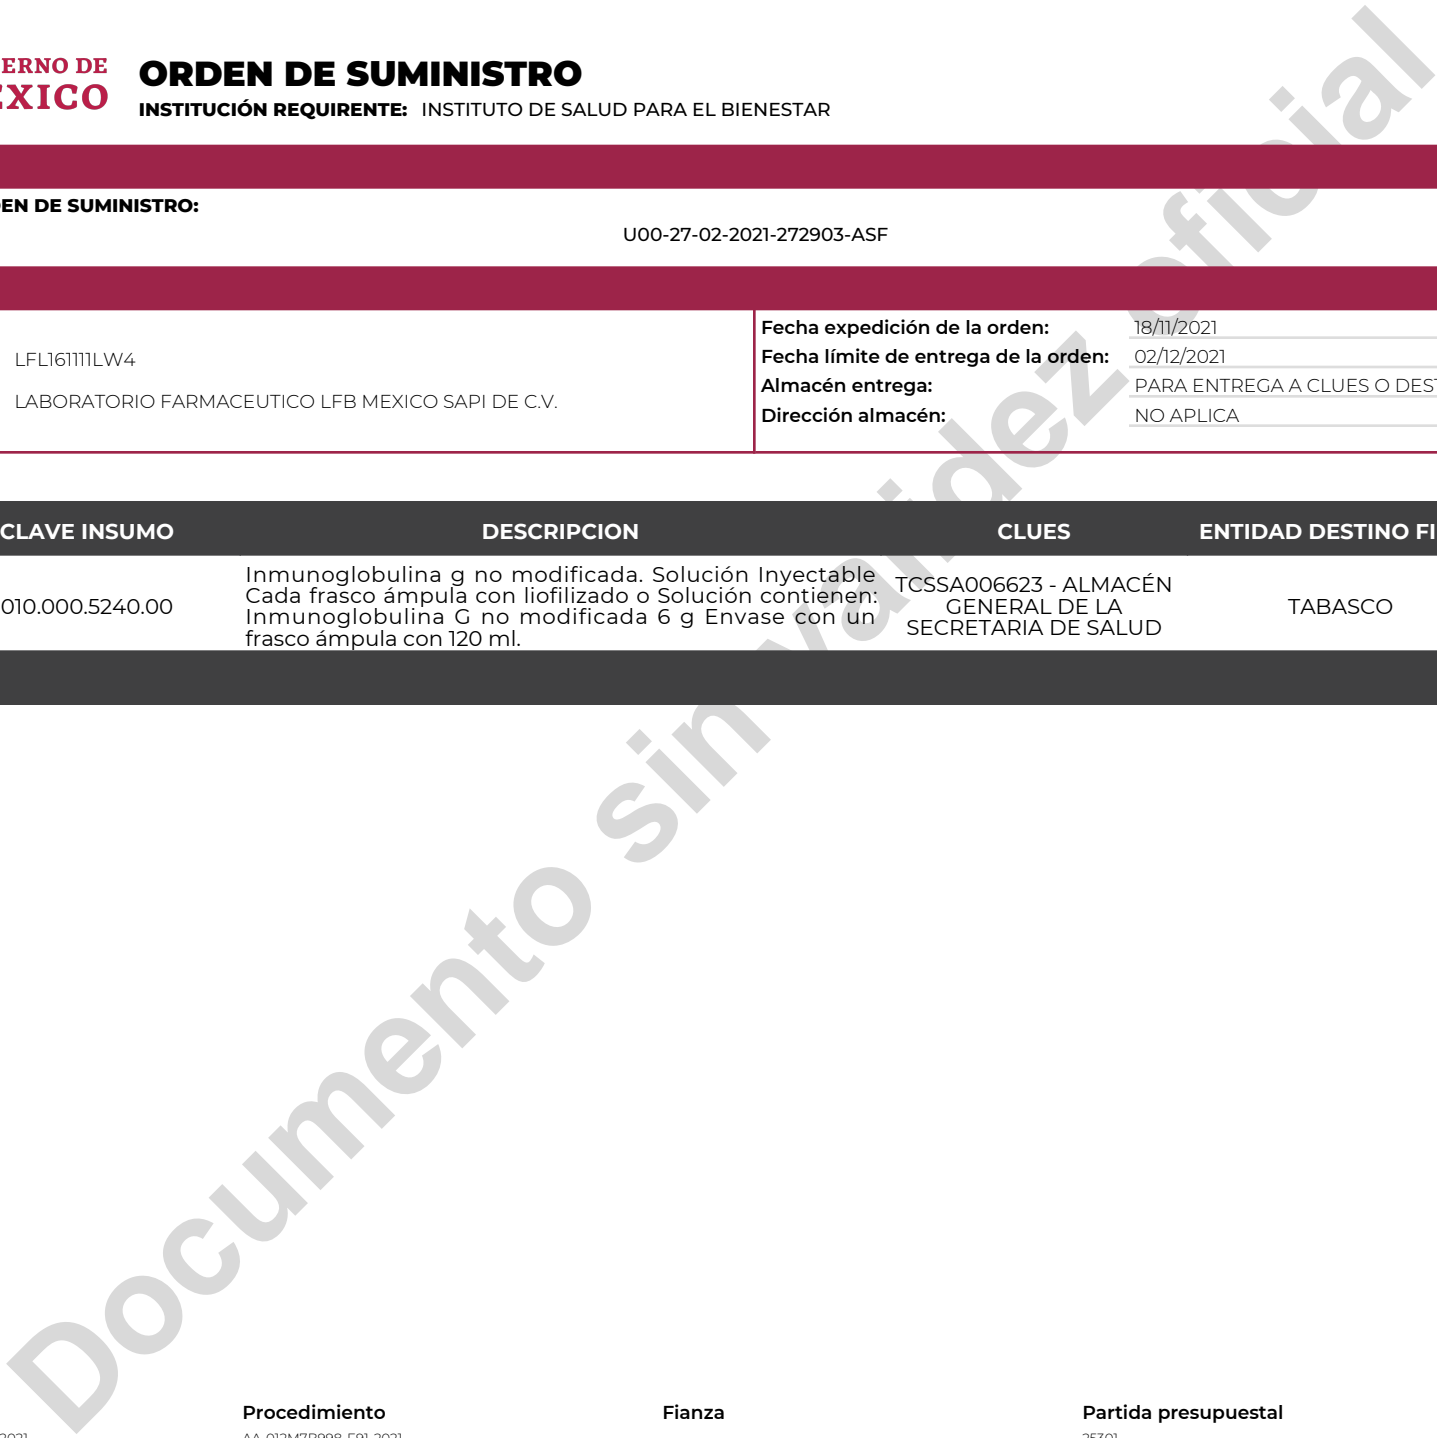 ERNO DE
EXICO
ORDEN DE SUMINISTRO
INSTITUCIÓN REQUIRENTE: INSTITUTO DE SALUD PARA EL BIENESTAR
EN DE SUMINISTRO:
U00-27-02-2021-272903-ASF
LFL161111LW4
LABORATORIO FARMACEUTICO LFB MEXICO SAPI DE C.V.
Fecha expedición de la orden: 18/11/2021
Fecha límite de entrega de la orden: 02/12/2021
Almacén entrega: PARA ENTREGA A CLUES O DEST
Dirección almacén: NO APLICA
CLAVE INSUMO DESCRIPCION CLUES ENTIDAD DESTINO FI
010.000.5240.00
Inmunoglobulina g no modificada. Solución Inyectable
Cada frasco ámpula con liofilizado o Solución contienen:
Inmunoglobulina G no modificada 6 g Envase con un
frasco ámpula con 120 ml.
TCSSA006623 - ALMACÉN
GENERAL DE LA
SECRETARIA DE SALUD
TABASCO
Documento sin validez oficial
Procedimiento Fianza Partida presupuestal